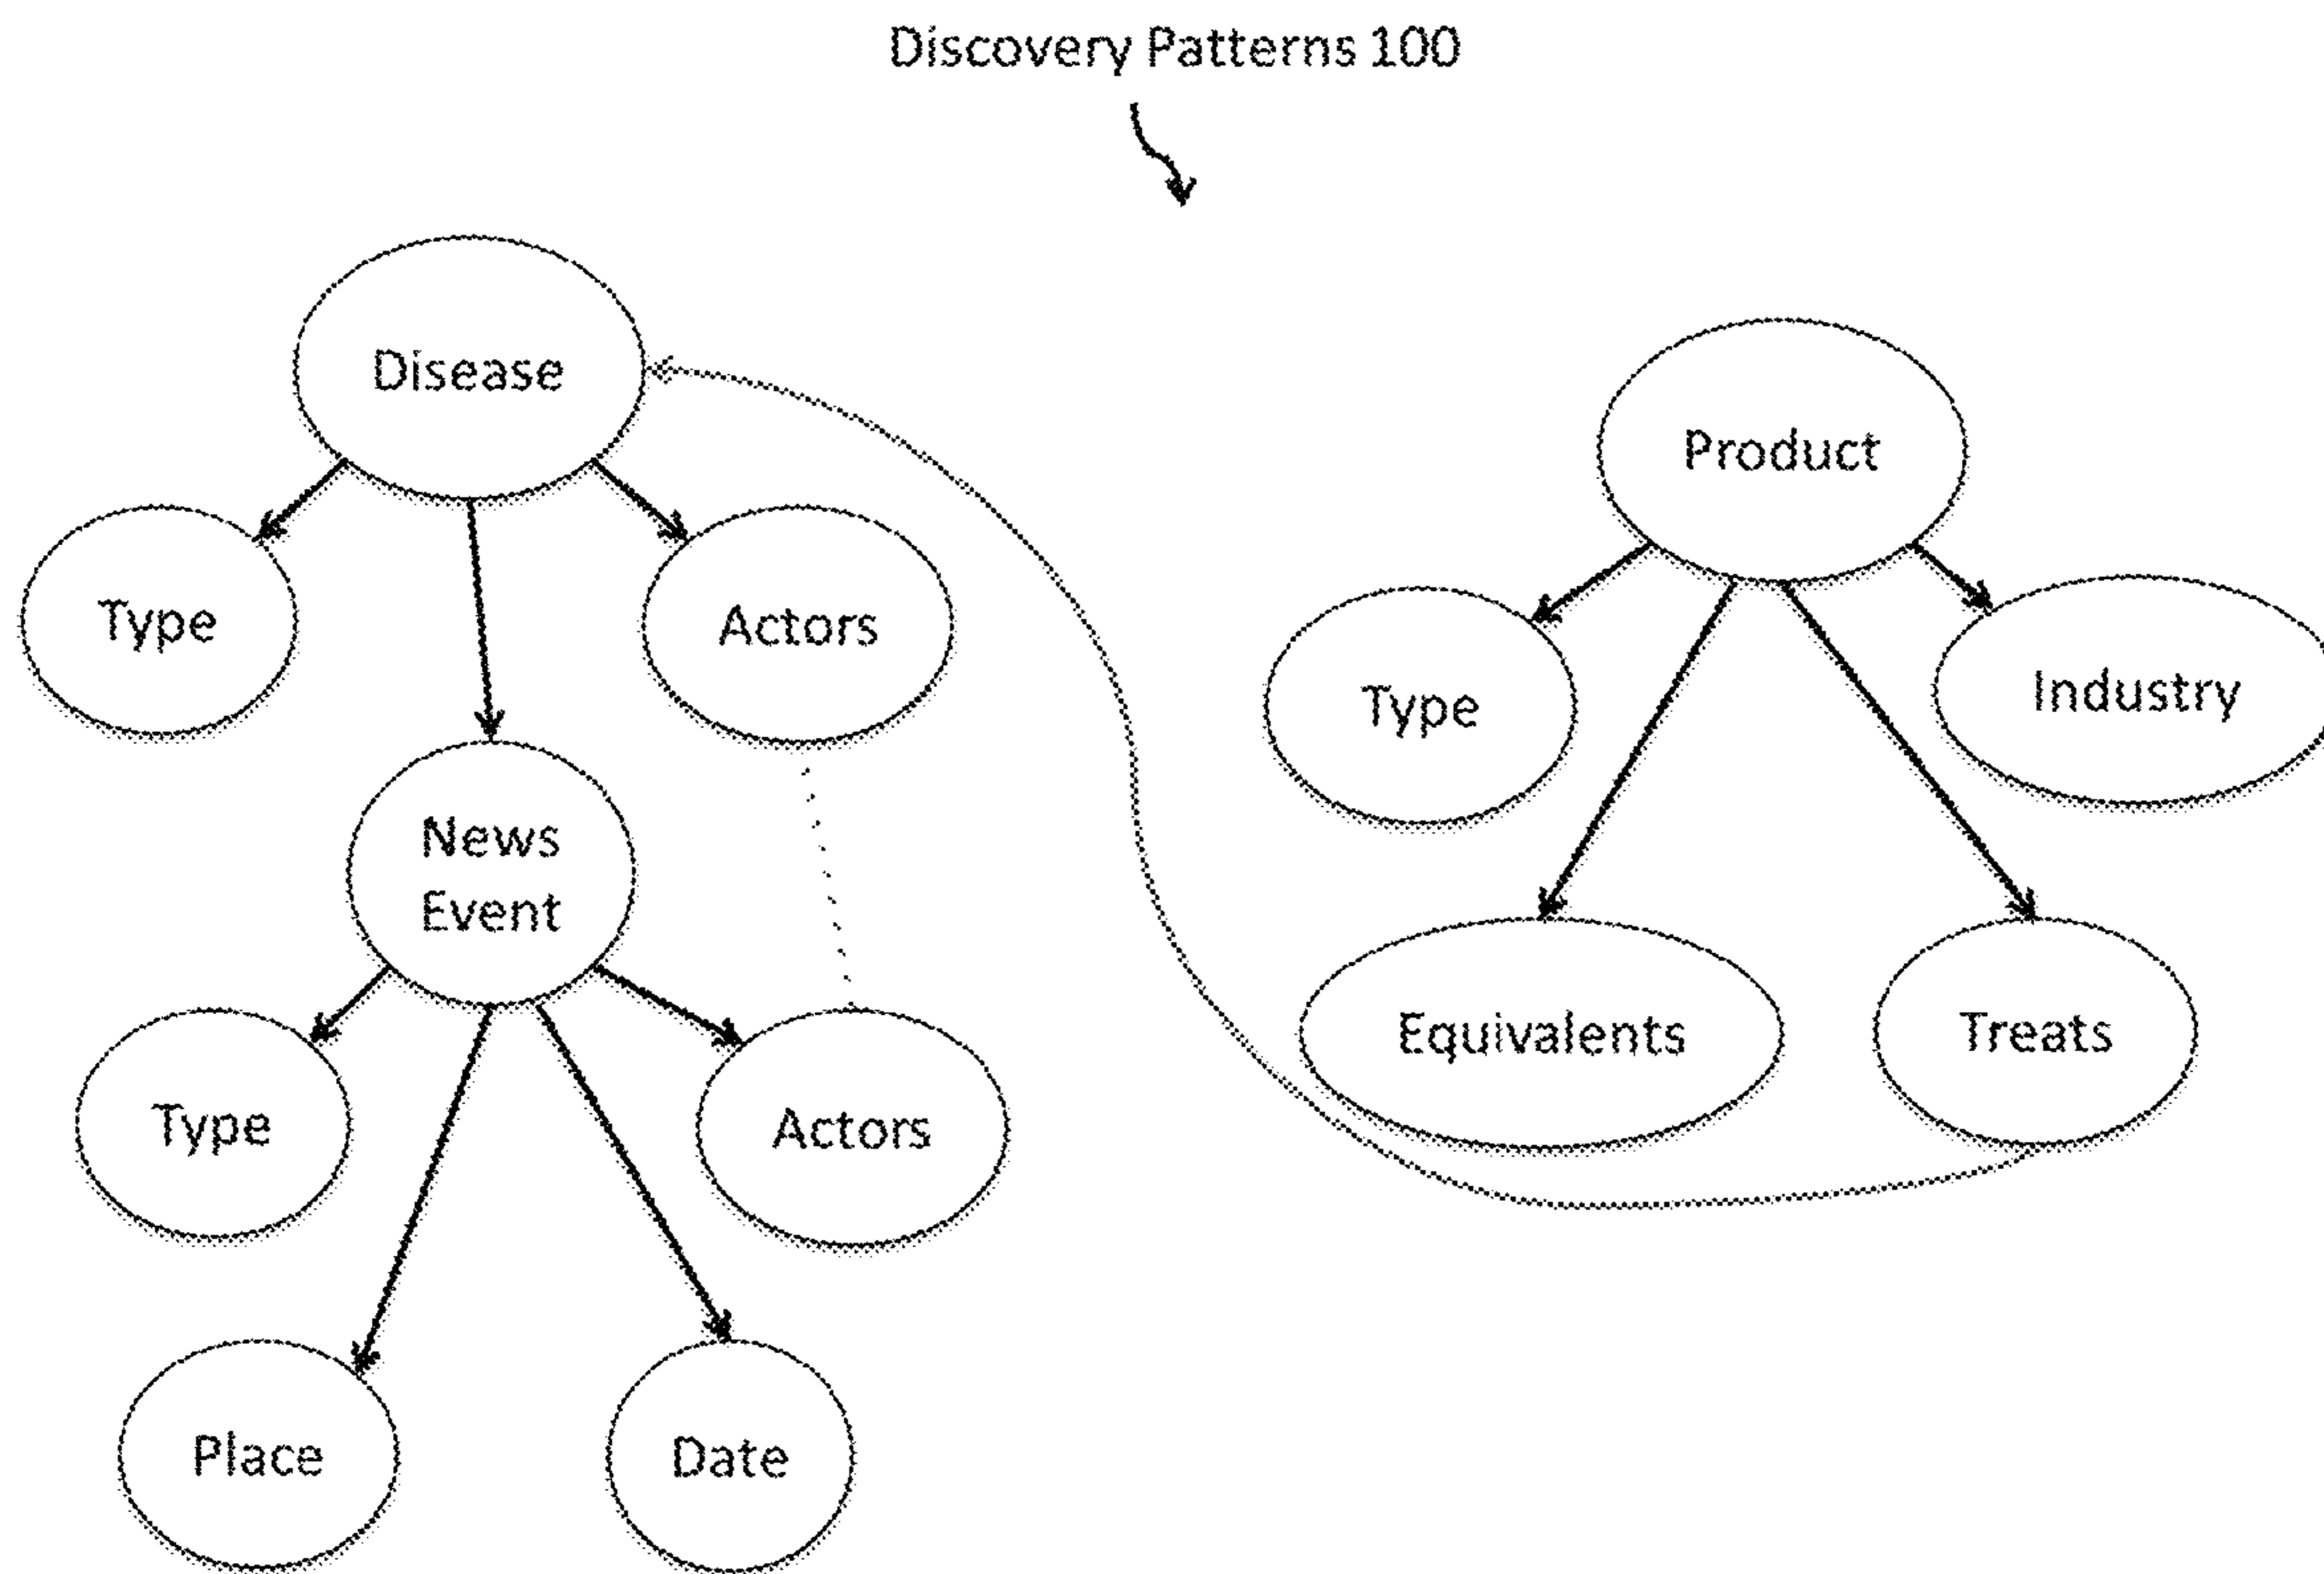 Discovery Patterns 100
Disease
Product
Type
Actors
Type
Industry
News
Event
Equivalents
Treats
Type
Actors
Place
Date